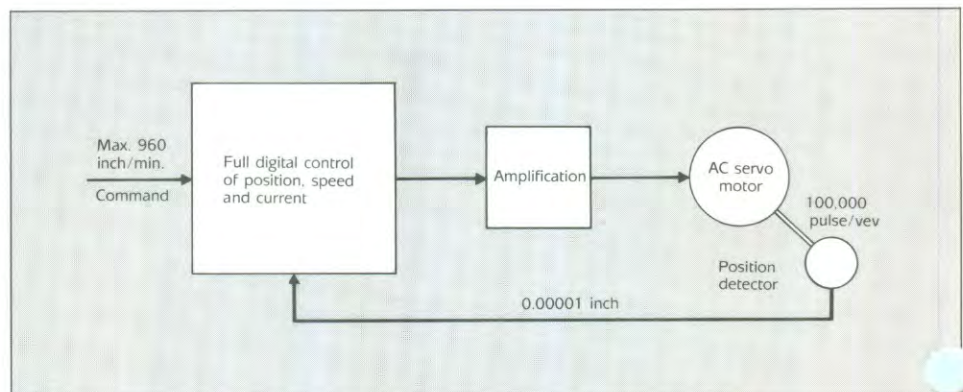 Max. 960
inch/min.
Command
Full digital control
of position, speed
and current
Amplification
AC servo
motor
100,000
pulse/vev
Position
detector
0.00001 inch